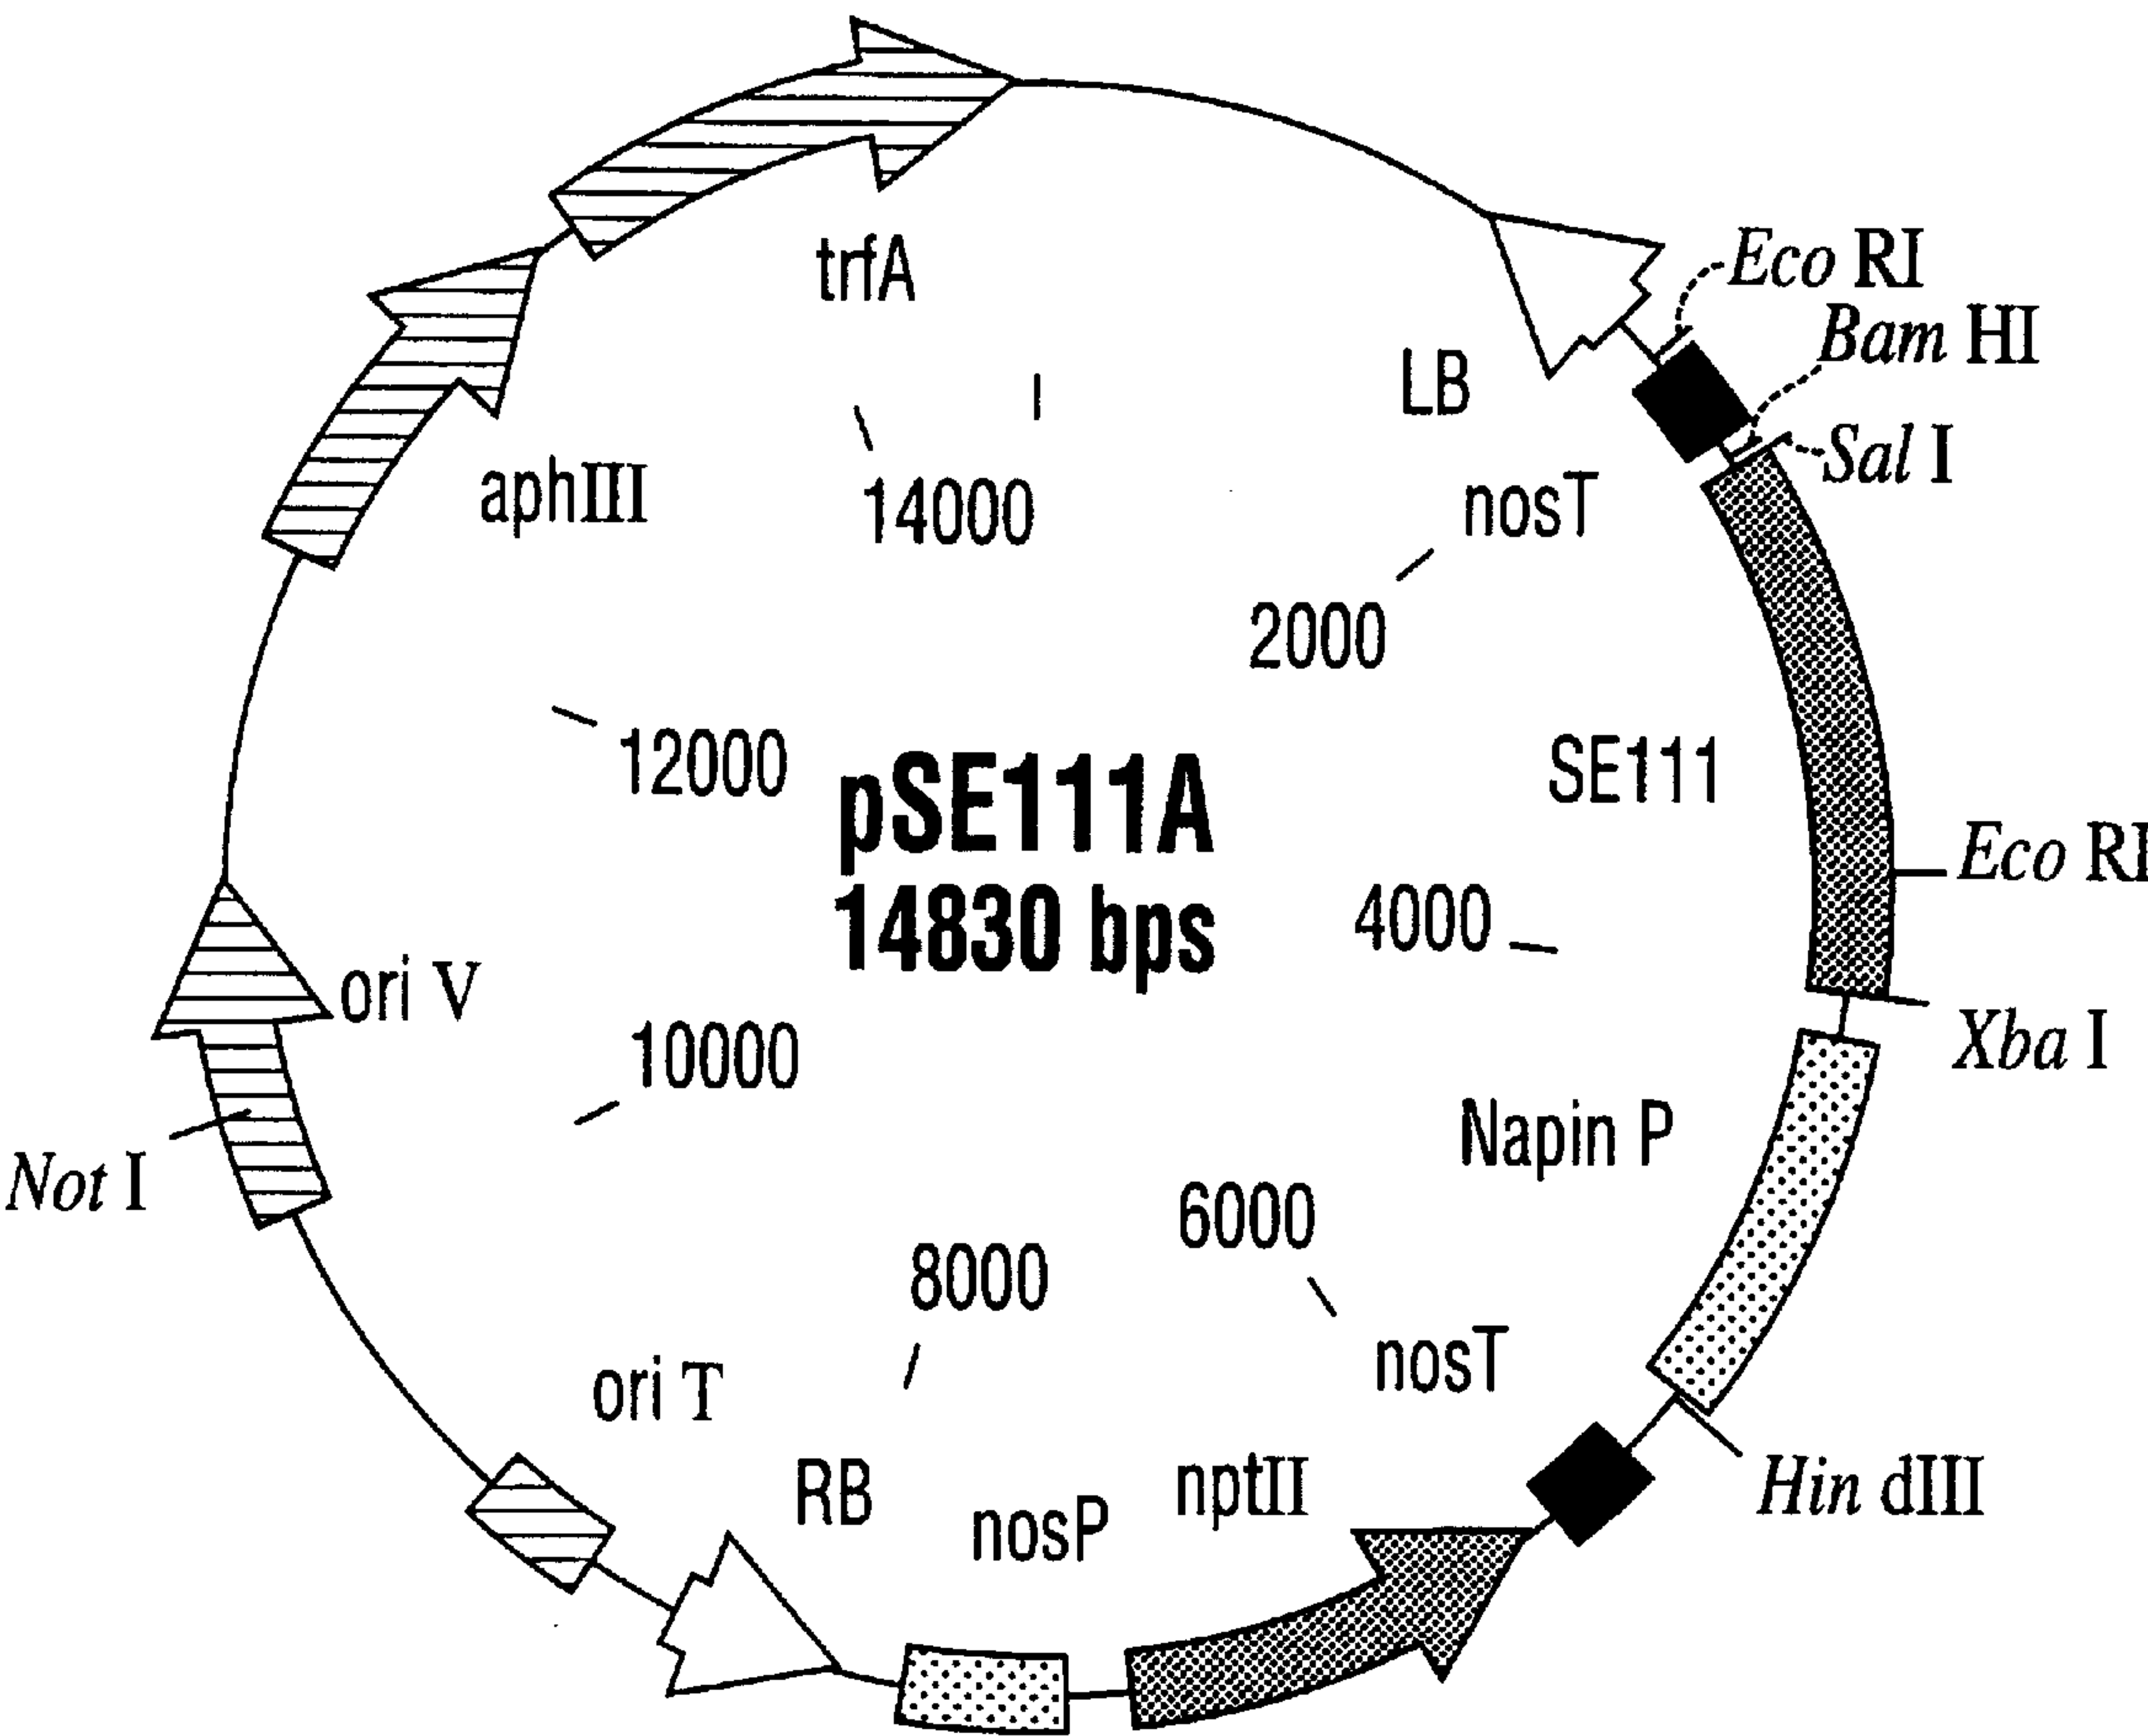 trfA
Eco RI
Bam HI
LB
Sal I
aphIII
14000
nosT
2000
12000
pSE111A
14830 bps
SE111
Eco RI
4000
ori V
10000
Xba I
Not I
Napin P
6000
8000
nosT
ori T
RB
nosP
nptII
Hin dIII